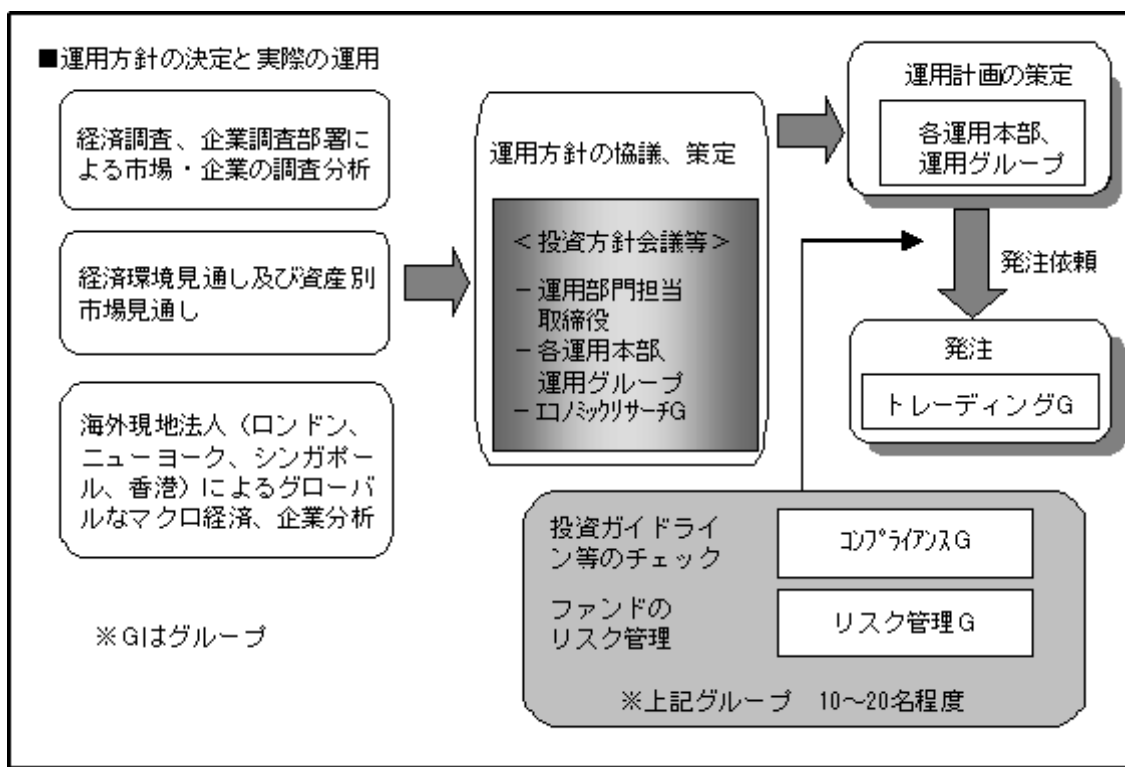 ■運用方針の決定と実際の運用
経済調査、企業調査部署に
よる市場・企業の調査分析
経済環境見通し及び資産別
市場見通し
海外現地法人（ロンドン、
ニューヨーク、シンガポー
ル、香港）によるグローバ
ルなマクロ経済、企業分析
※Gはグループ
運用方針の協議、策定
＜投資方針会議等＞
－運用部門担当
取締役
－各運用本部、
運用グループ
－ｴｺﾉﾐｯｸﾘｻｰﾁG
運用計画の策定
各運用本部、
運用グループ
発注依頼
発注
トレーディングG
投資ガイドライ
ン等のチェック
ｺﾝﾌﾟﾗｲｱﾝｽG
ファンドの
リスク管理
リスク管理G
※上記グループ　10～20名程度